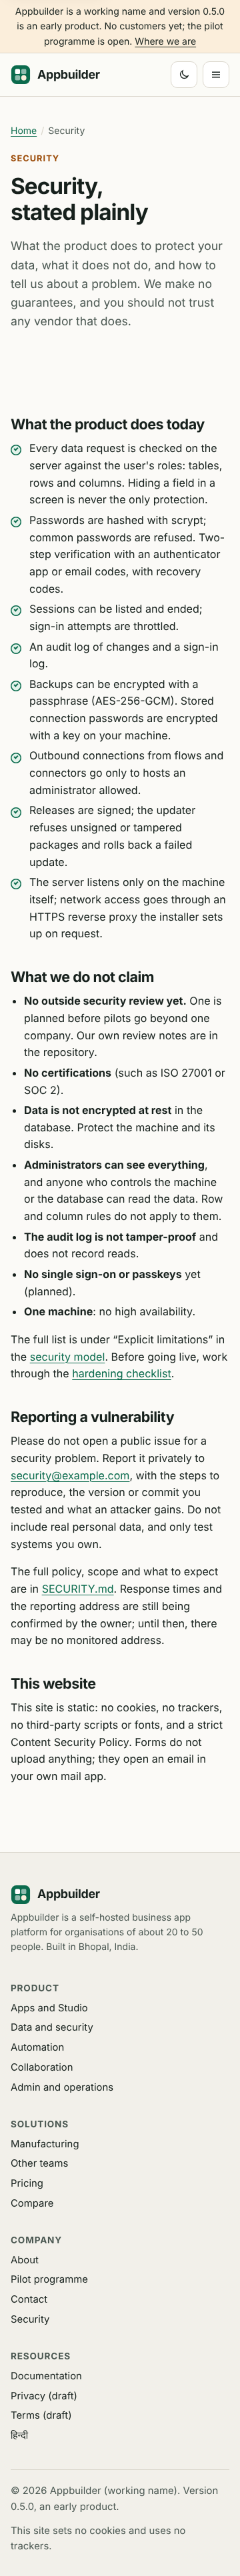 Appbuilder is a working name and version 0.5.0
is an early product. No customers yet; the pilot
programme is open. Where we are
Appbuilder
Home / Security
SECURITY
Security,
stated plainly
What the product does to protect your
data, what it does not do, and how to
tell us about a problem. We make no
guarantees, and you should not trust
any vendor that does.
What the product does today
Every data request is checked on the
server against the user's roles: tables,
rows and columns. Hiding a field in a
screen is never the only protection.
Passwords are hashed with scrypt;
common passwords are refused. Two-
step verification with an authenticator
app or email codes, with recovery
codes.
Sessions can be listed and ended;
sign-in attempts are throttled.
An audit log of changes and a sign-in
log.
Backups can be encrypted with a
passphrase (AES-256-GCM). Stored
connection passwords are encrypted
with a key on your machine.
Outbound connections from flows and
connectors go only to hosts an
administrator allowed.
Releases are signed; the updater
refuses unsigned or tampered
packages and rolls back a failed
update.
The server listens only on the machine
itself; network access goes through an
HTTPS reverse proxy the installer sets
up on request.
What we do not claim
• No outside security review yet. One is
planned before pilots go beyond one
company. Our own review notes are in
the repository.
• No certifications (such as ISO 27001 or
SOC 2).
• Data is not encrypted at rest in the
database. Protect the machine and its
disks.
• Administrators can see everything,
and anyone who controls the machine
or the database can read the data. Row
and column rules do not apply to them.
• The audit log is not tamper-proof and
does not record reads.
• No single sign-on or passkeys yet
(planned).
• One machine: no high availability.
The full list is under “Explicit limitations” in
the security model. Before going live, work
through the hardening checklist.
Reporting a vulnerability
Please do not open a public issue for a
security problem. Report it privately to
security@example.com, with the steps to
reproduce, the version or commit you
tested and what an attacker gains. Do not
include real personal data, and only test
systems you own.
The full policy, scope and what to expect
are in SECURITY.md. Response times and
the reporting address are still being
confirmed by the owner; until then, there
may be no monitored address.
This website
This site is static: no cookies, no trackers,
no third-party scripts or fonts, and a strict
Content Security Policy. Forms do not
upload anything; they open an email in
your own mail app.
Appbuilder
Appbuilder is a self-hosted business app
platform for organisations of about 20 to 50
people. Built in Bhopal, India.
PRODUCT
Apps and Studio
Data and security
Automation
Collaboration
Admin and operations
SOLUTIONS
Manufacturing
Other teams
Pricing
Compare
COMPANY
About
Pilot programme
Contact
Security
RESOURCES
Documentation
Privacy (draft)
Terms (draft)
हिन्दी
© 2026 Appbuilder (working name). Version
0.5.0, an early product.
This site sets no cookies and uses no
trackers.